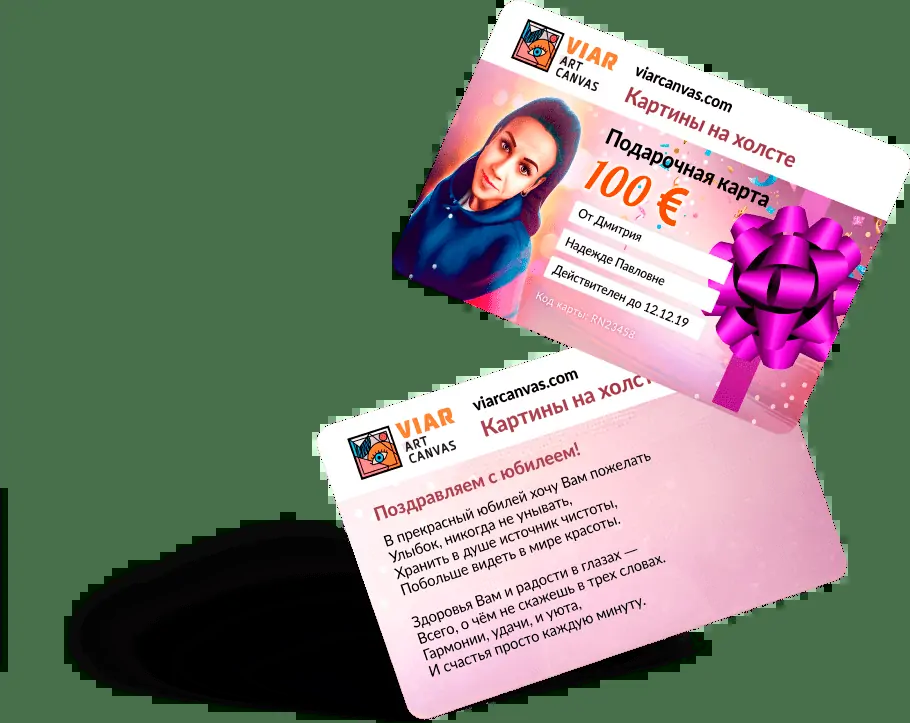 VIAR
ART
CANVAS
viarcanvas.com
Картины на холсте
Подарочная карта
100 €
От Дмитрия
Надежде Павловне
Действителен до 12.12.19
Код карты: RN23458
VIAR
ART
CANVAS
viarcanvas.com
Картины на холст
Поздравляем с юбилеем!
В прекрасный юбилей хочу Вам пожелать
Улыбок, никогда не унывать,
Хранить в душе источник чистоты,
Побольше видеть в мире красоты.
Здоровья Вам и радости в глазах —
Всего, о чём не скажешь в трех словах.
Гармонии, удачи, и уюта,
И счастья просто каждую минуту.